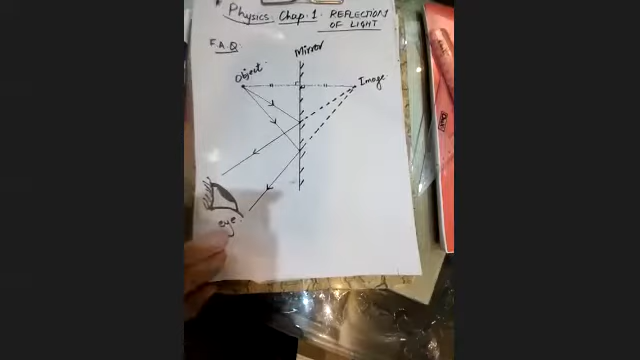 Physics: Chap: 1 REFLECTION
OF LIGHT
F.A.Q:
Mirror
Object
Image
eye